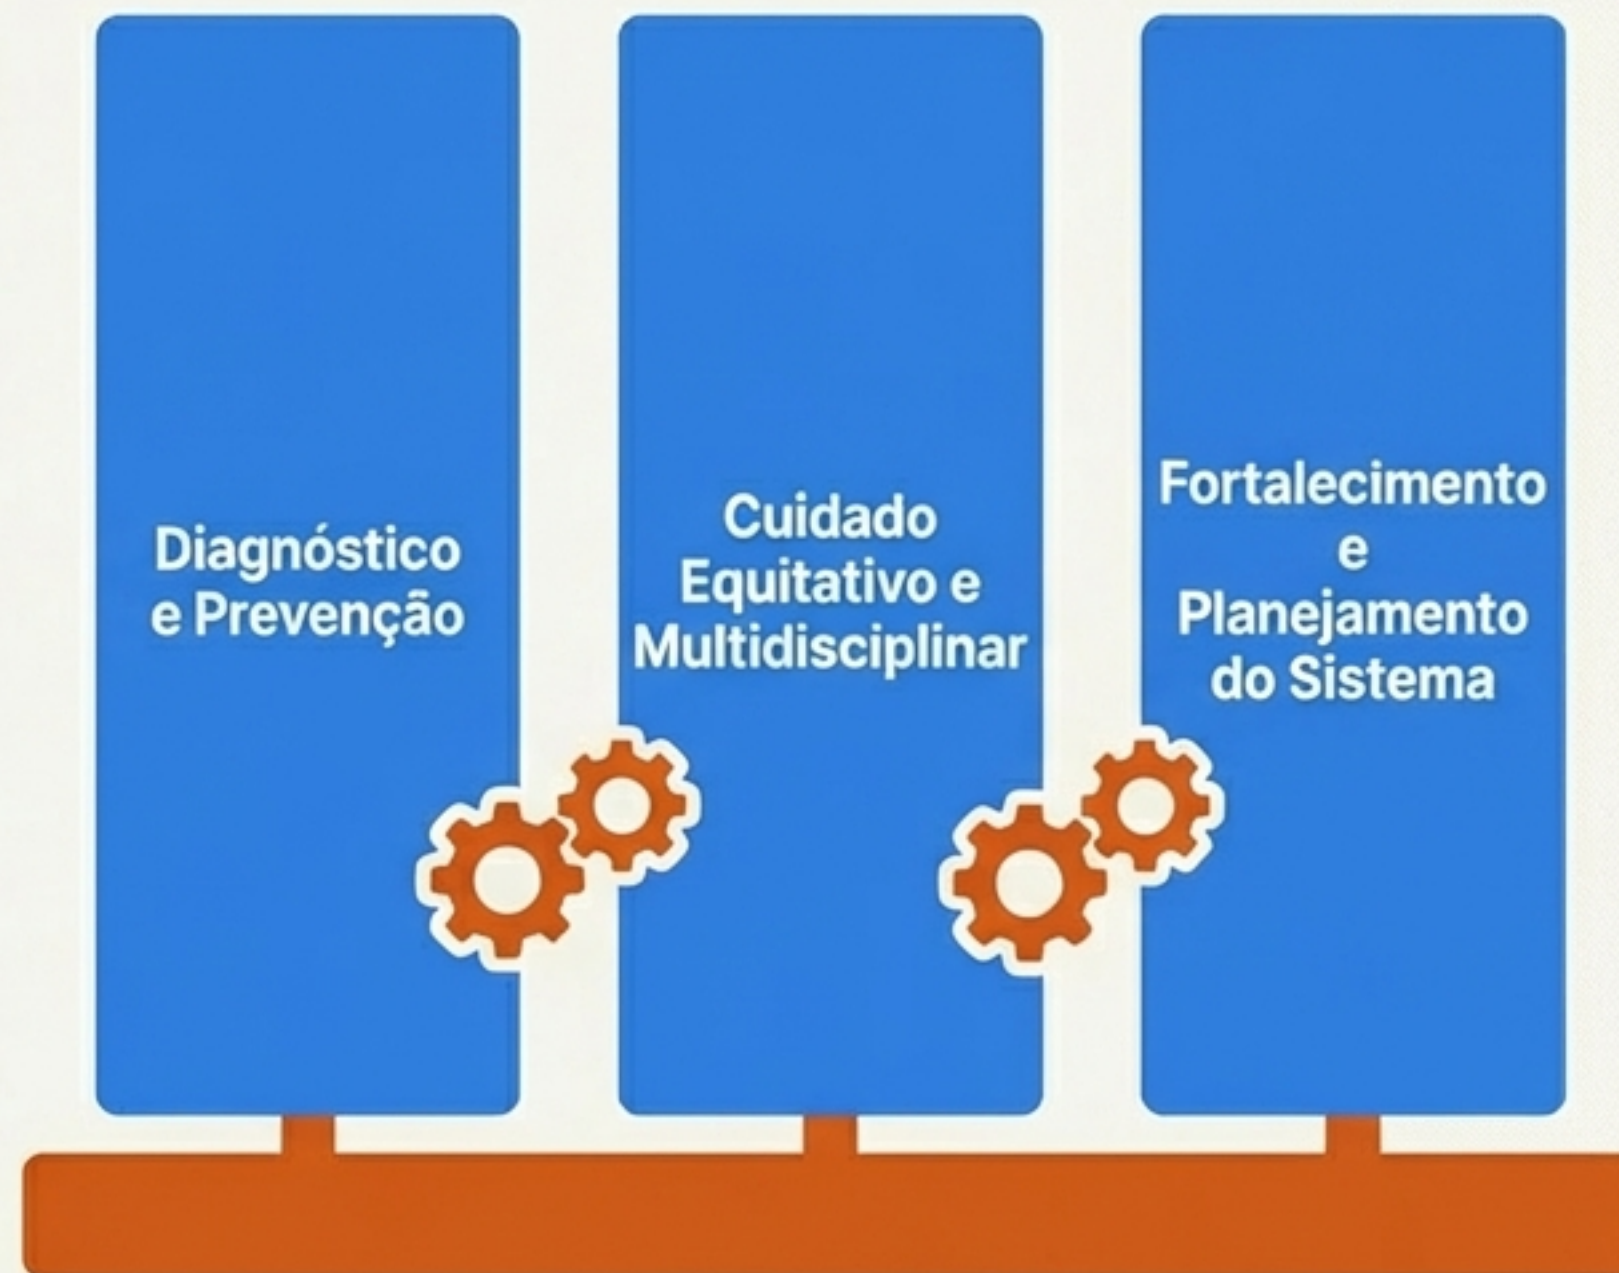 Diagnóstico
e Prevenção
Cuidado
Equitativo e
Multidisciplinar
Fortalecimento
e
Planejamento
do Sistema